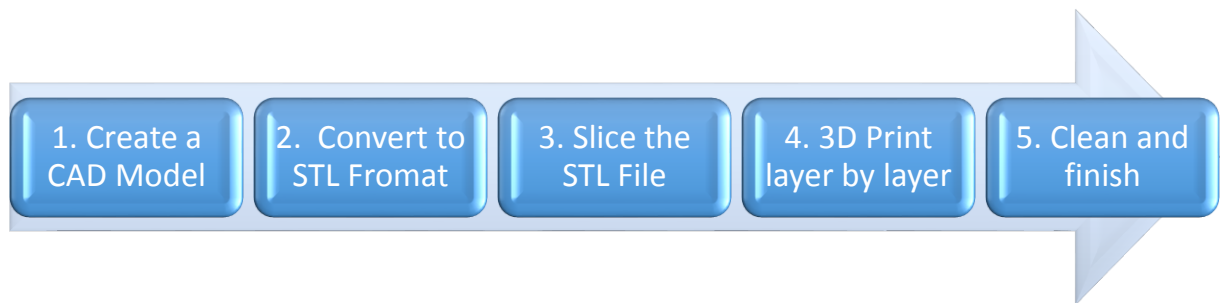 1. Create a
CAD Model
2.  Convert to
STL Fromat
3. Slice the
STL File
4. 3D Print
layer by layer
5. Clean and
finish